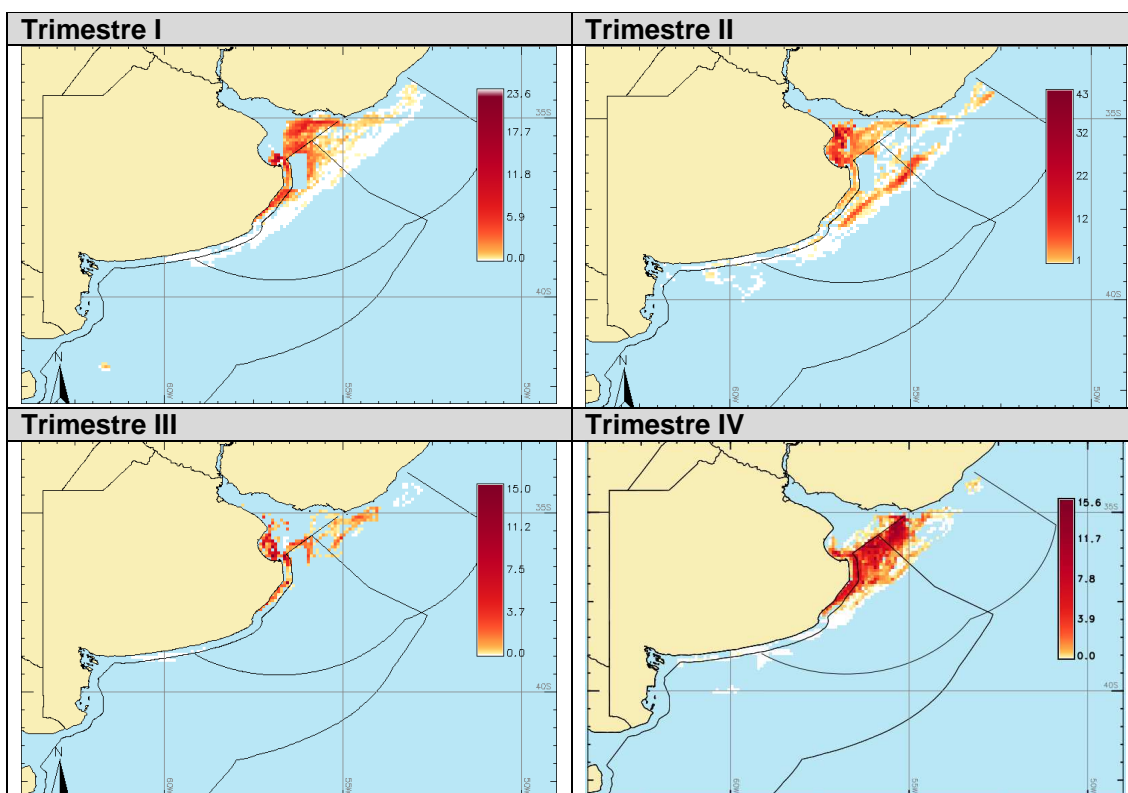 Trimestre I
23.6
17.7
11.8
5.9
0.0
35S
40S
60W
55W
50W
N
Trimestre II
43
32
22
12
1
35S
40S
60W
55W
50W
N
Trimestre III
15.0
11.2
7.5
3.7
0.0
35S
40S
60W
55W
50W
N
Trimestre IV
15.6
11.7
7.8
3.9
0.0
35S
40S
60W
55W
50W